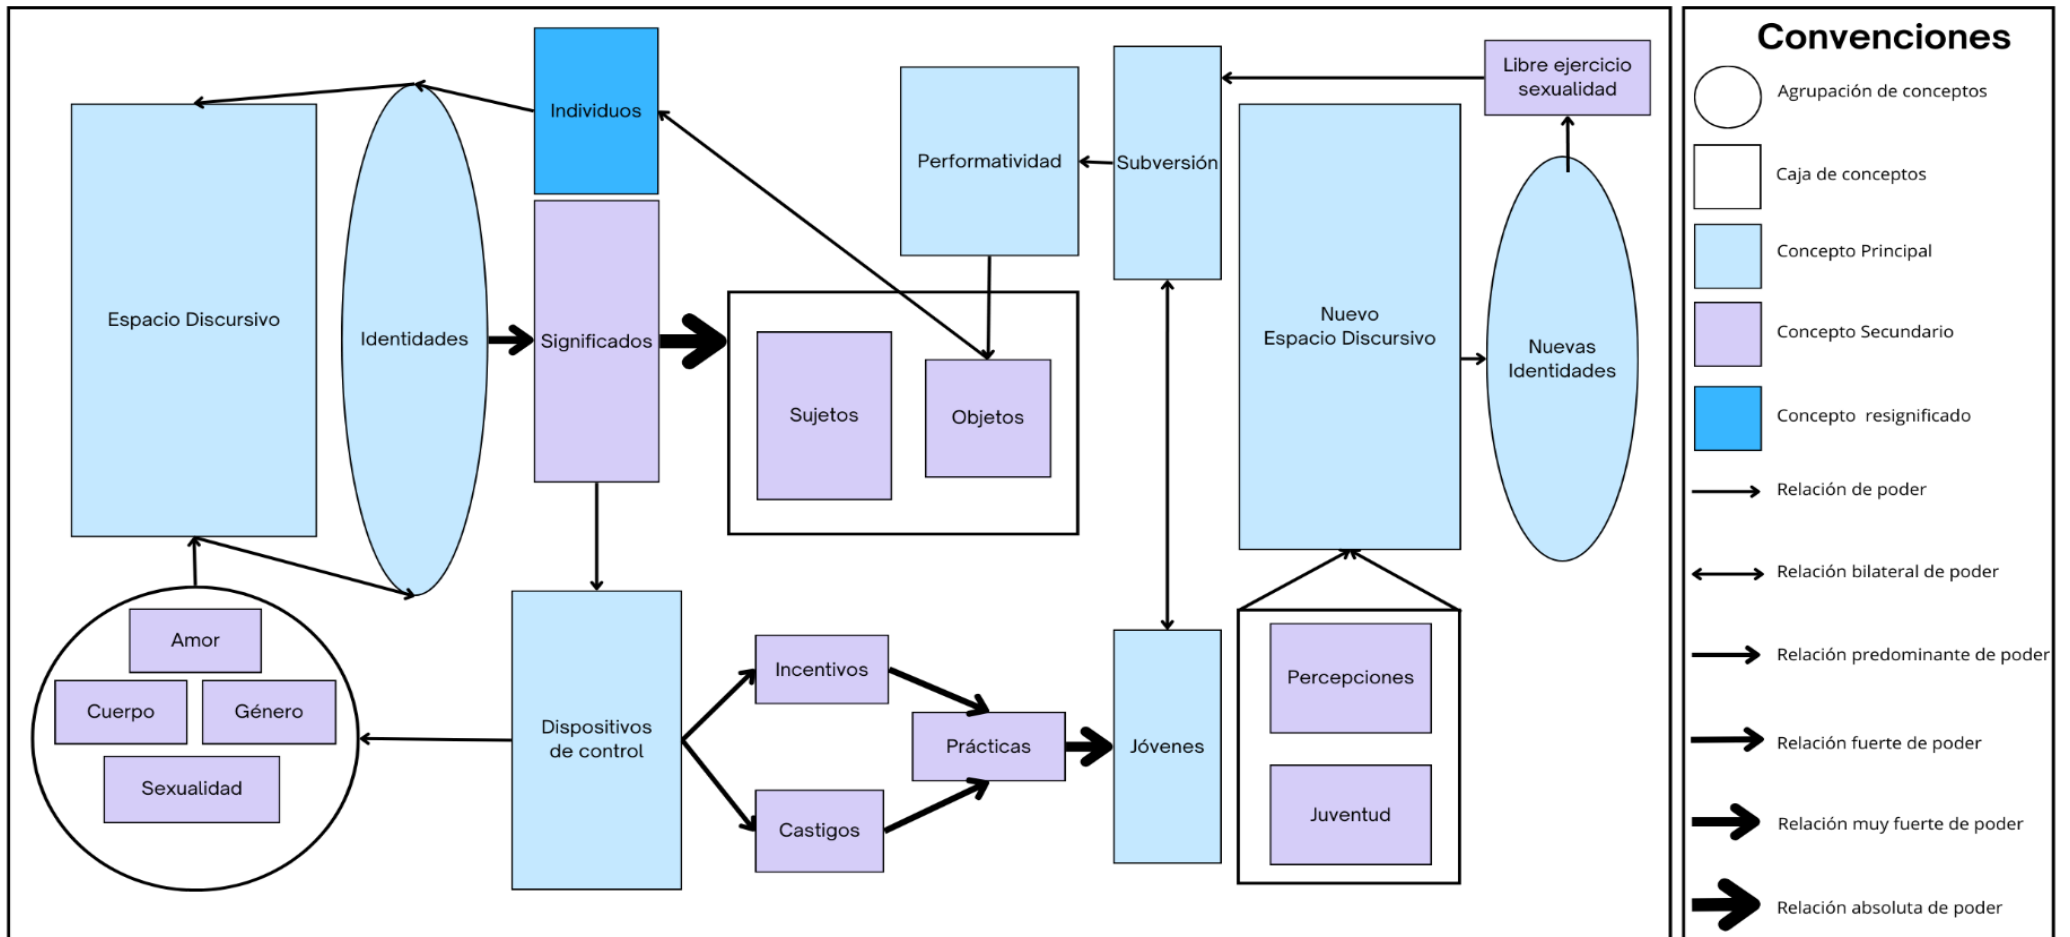 Individuos
Espacio Discursivo
Identidades
Significados
Performatividad
Subversión
Libre ejercicio
sexualidad
Sujetos
Objetos
Nuevo
Espacio Discursivo
Nuevas
Identidades
Amor
Cuerpo
Género
Sexualidad
Dispositivos
de control
Incentivos
Castigos
Prácticas
Jóvenes
Percepciones
Juventud
Convenciones
Agrupación de conceptos
Caja de conceptos
Concepto Principal
Concepto Secundario
Concepto resignificado
Relación de poder
Relación bilateral de poder
Relación predominante de poder
Relación fuerte de poder
Relación muy fuerte de poder
Relación absoluta de poder